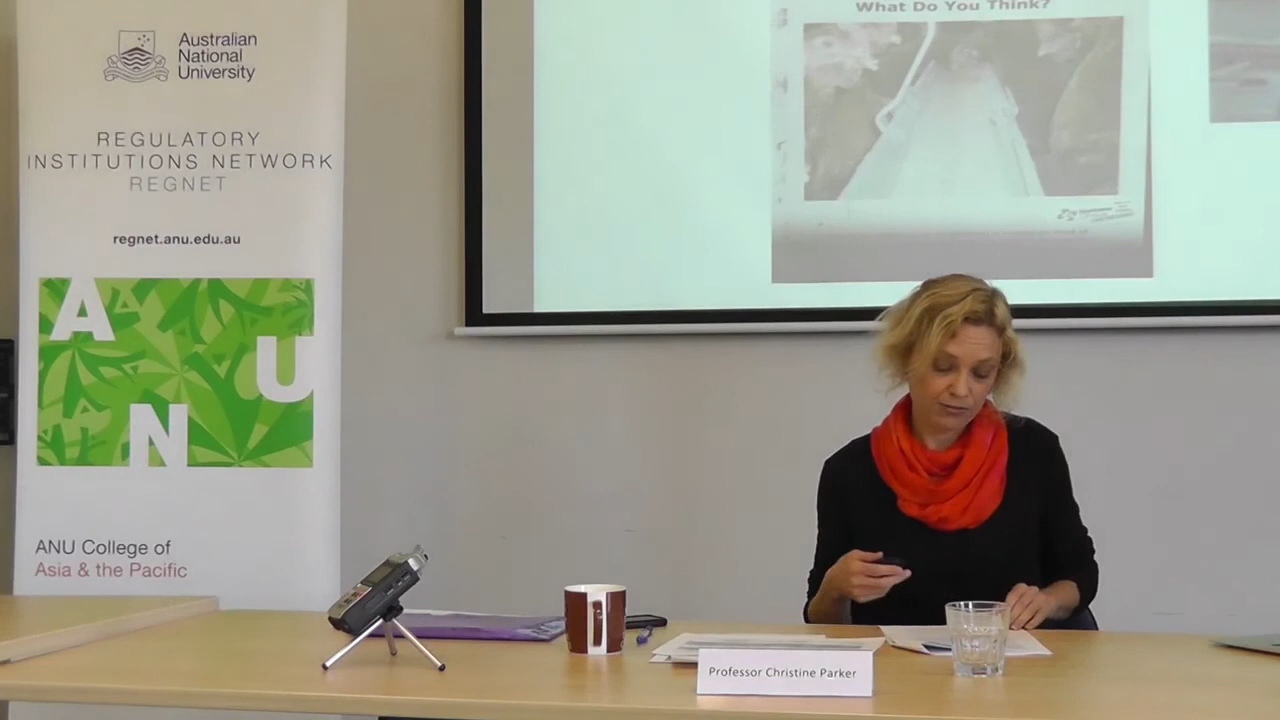 Australian
National
University
REGULATORY
INSTITUTIONS NETWORK
REGNET
regnet.anu.edu.au
A
U
N
ANU College of
Asia & the Pacific
What Do You Think?
Professor Christine Parker